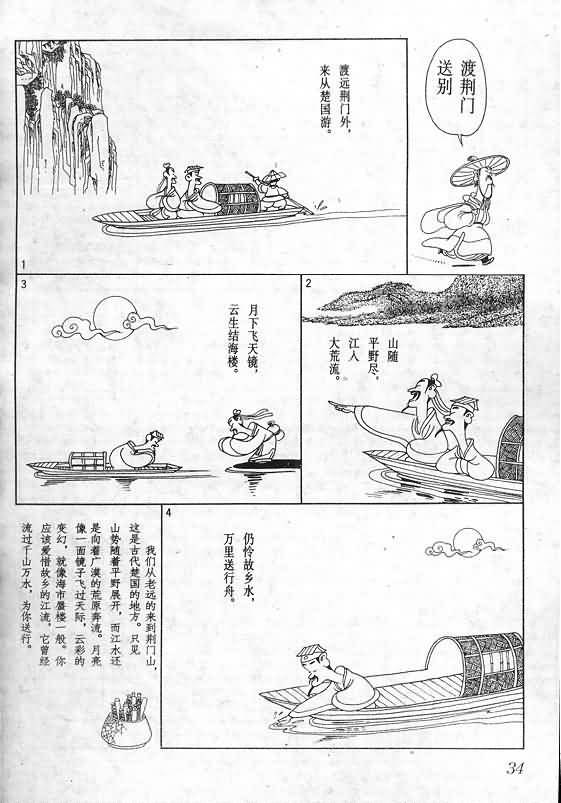 渡荆门
送别
渡远荆门外，
来从楚国游。
1
2
山随
平野尽，
江入
大荒流。
3
月下飞天镜，
云生结海楼。
4
仍怜故乡水，
万里送行舟。
我们从老远的来到荆门山，
这是古代楚国的地方。只见
山势随着平野展开，而江水还
是向着广漠的荒原奔流。月亮
像一面镜子飞过天际，云彩的
变幻，就像海市蜃楼一般。你
应该爱惜故乡的江流，它曾经
流过千山万水，为你送行。
34